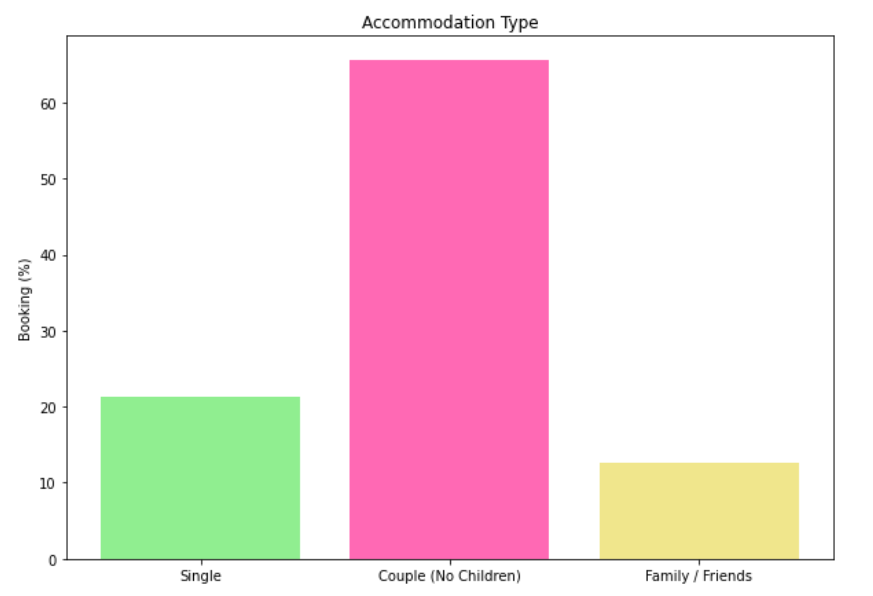 Accommodation Type
Booking (%)
60
50
40
30
20
10
0
Single
Couple (No Children)
Family / Friends